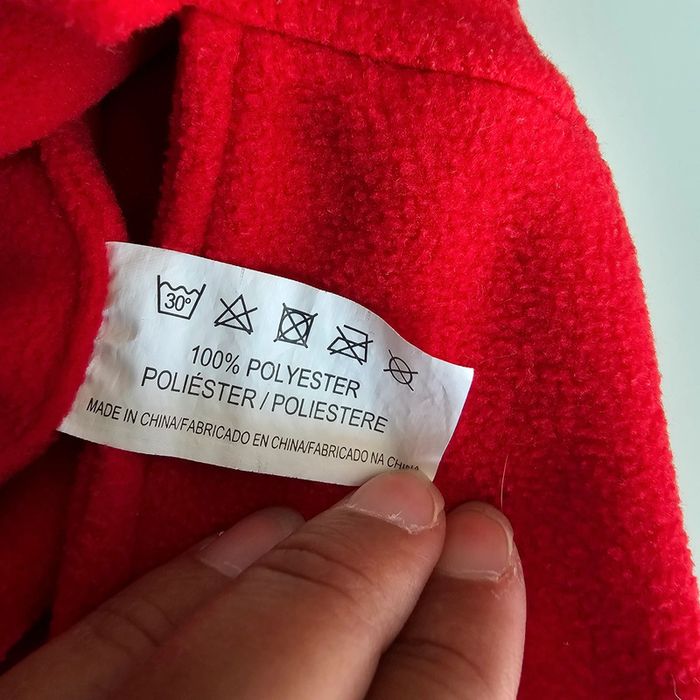 30°
100% POLYESTER
POLIÉSTER / POLIESTERE
MADE IN CHINA/FABRICADO EN CHINA/FABRICADO NA CHINA